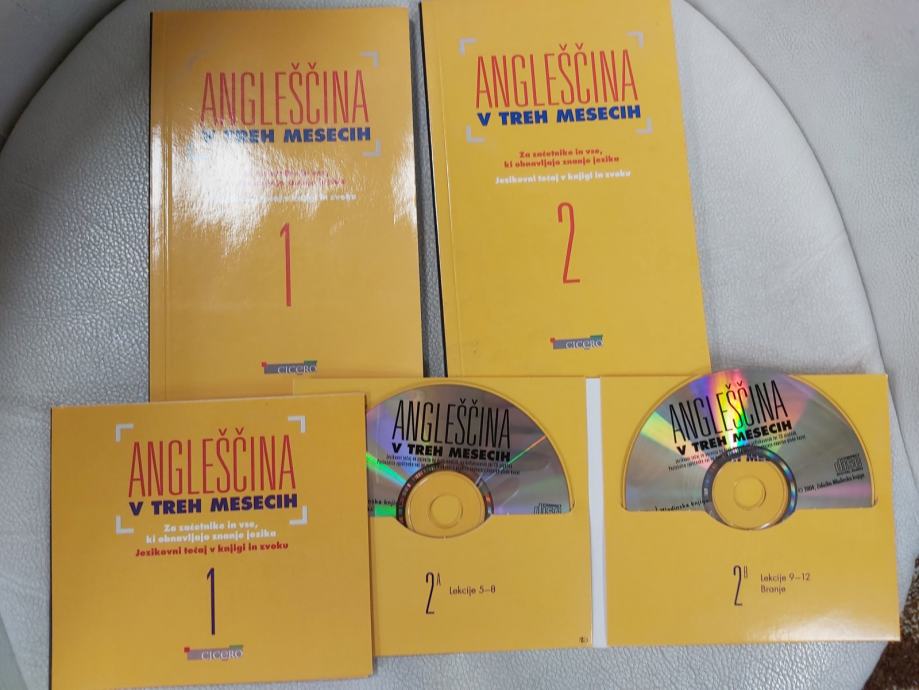 ANGLEŠČINA
V TREH MESECIH
1
CICERO
ANGLEŠČINA
V TREH MESECIH
Za začetnike in vse,
ki obnavljajo znanje jezika
Jezikovni tečaj v knjigi in zvoku
2
CICERO
ANGLEŠČINA
V TREH MESECIH
Za začetnike in vse,
ki obnavljajo znanje jezika
Jezikovni tečaj v knjigi in zvoku
1
CICERO
ANGLEŠČINA
V TREH MESECIH
2A Lekcije 5–8
ANGLEŠČINA
V TREH MESECIH
2B Lekcije 9–12
Branje